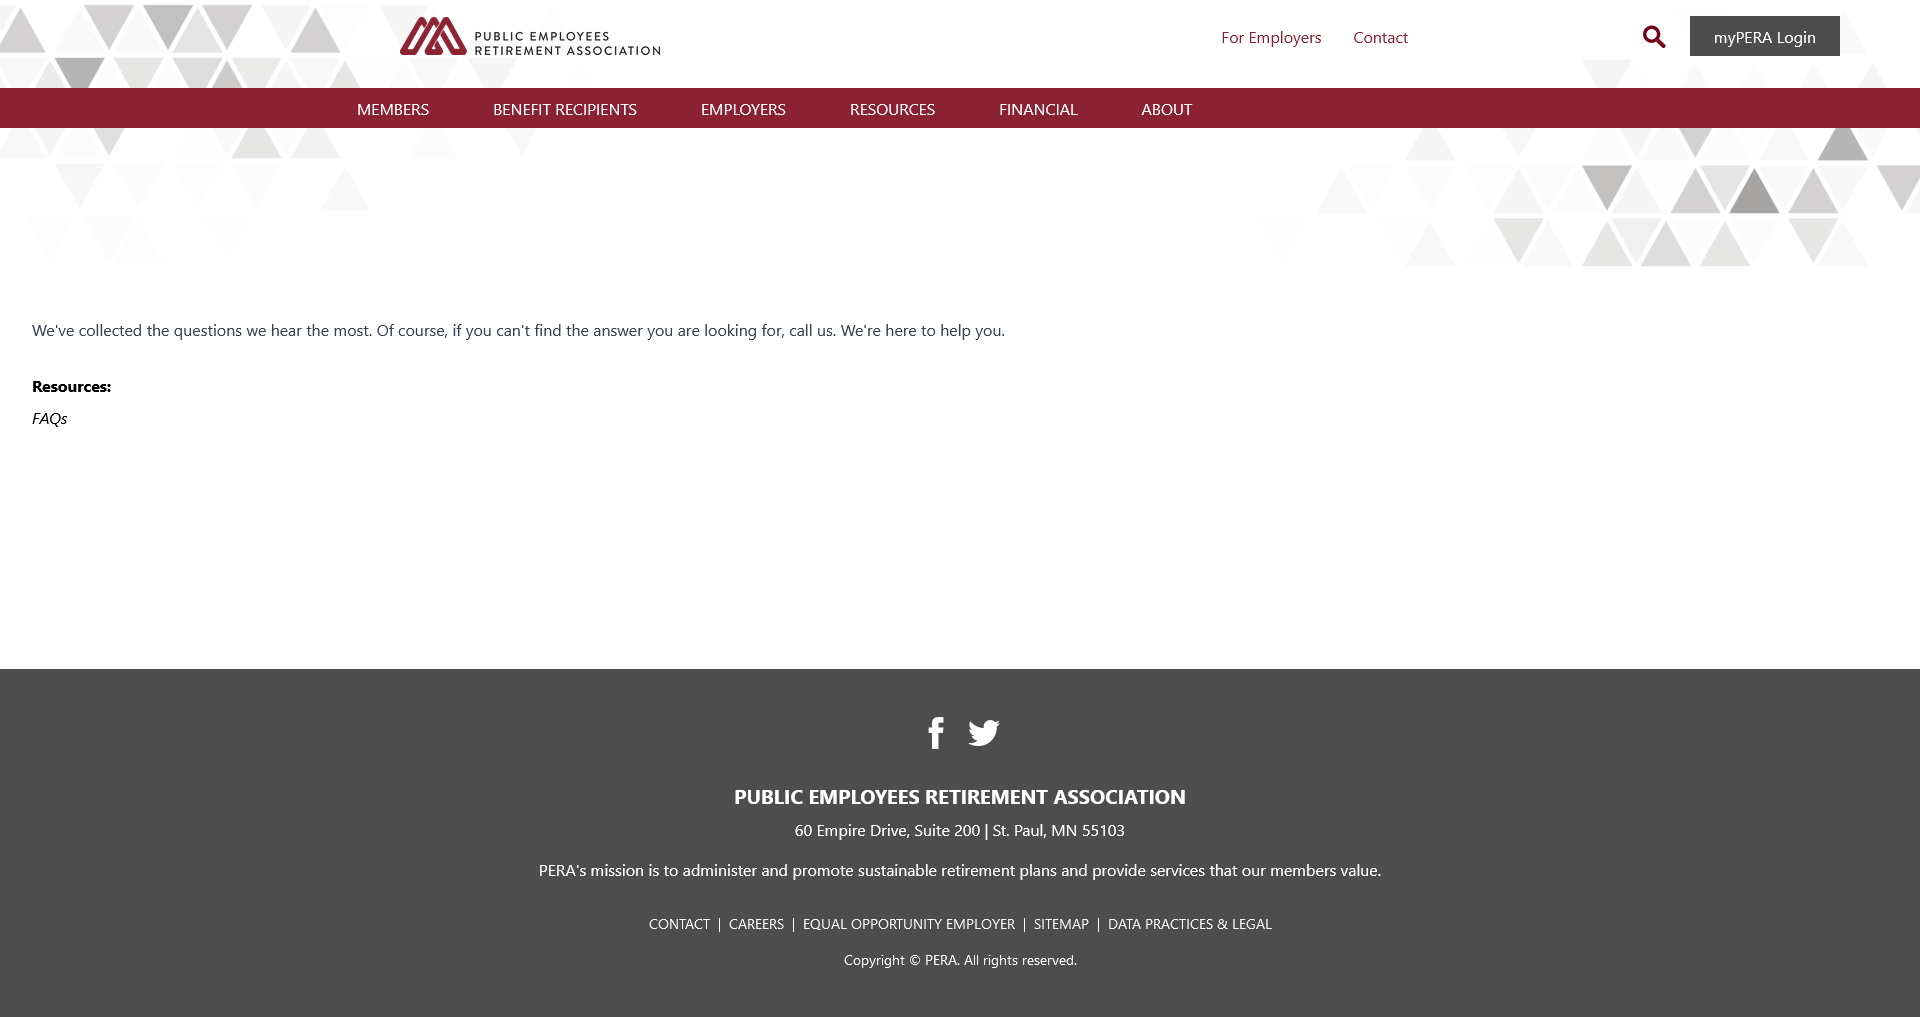 PUBLIC EMPLOYEES
RETIREMENT ASSOCIATION
For Employers
Contact
myPERA Login
MEMBERS
BENEFIT RECIPIENTS
EMPLOYERS
RESOURCES
FINANCIAL
ABOUT
We've collected the questions we hear the most. Of course, if you can't find the answer you are looking for, call us. We're here to help you.
Resources:
FAQs
PUBLIC EMPLOYEES RETIREMENT ASSOCIATION
60 Empire Drive, Suite 200 | St. Paul, MN 55103
PERA's mission is to administer and promote sustainable retirement plans and provide services that our members value.
CONTACT | CAREERS | EQUAL OPPORTUNITY EMPLOYER | SITEMAP | DATA PRACTICES & LEGAL
Copyright © PERA. All rights reserved.